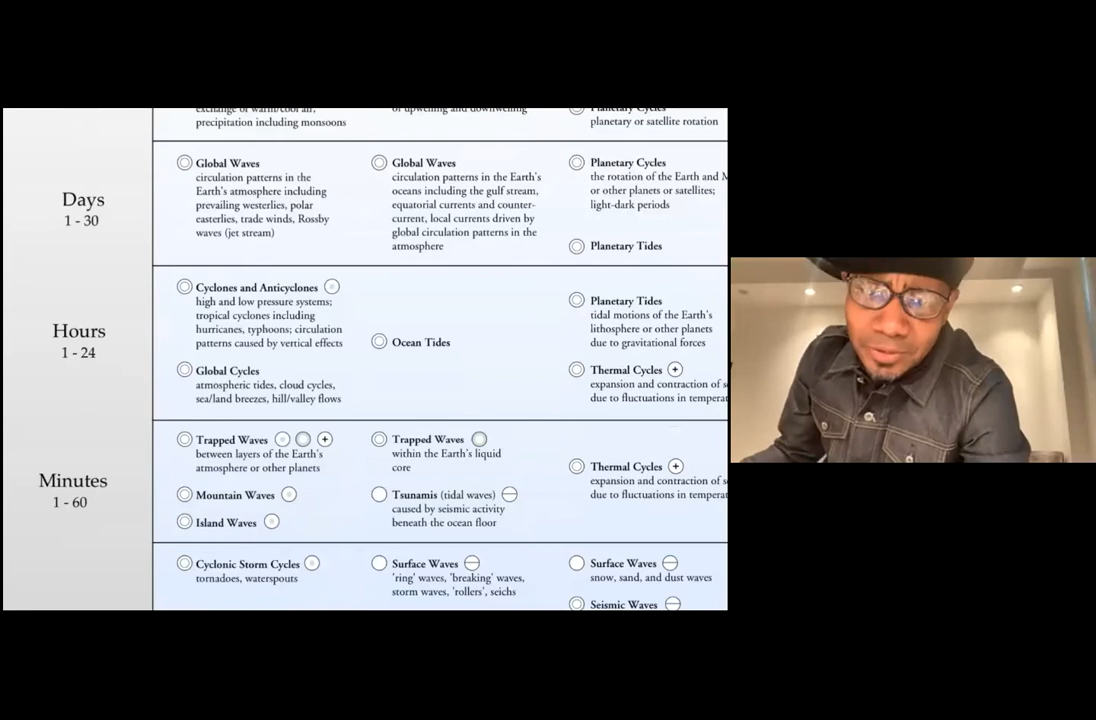 precipitation including monsoons
planetary or satellite rotation
Days
1 - 30
Global Waves
circulation patterns in the
Earth's atmosphere including
prevailing westerlies, polar
easterlies, trade winds, Rossby
waves (jet stream)
Global Waves
circulation patterns in the Earth's
oceans including the gulf stream,
equatorial currents and counter-
current, local currents driven by
global circulation patterns in the
atmosphere
Planetary Cycles
the rotation of the Earth and M
or other planets or satellites;
light-dark periods
Planetary Tides
Hours
1 - 24
Cyclones and Anticyclones
high and low pressure systems;
tropical cyclones including
hurricanes, typhoons; circulation
patterns caused by vertical effects
Global Cycles
atmospheric tides, cloud cycles,
sea/land breezes, hill/valley flows
Ocean Tides
Planetary Tides
tidal motions of the Earth's
lithosphere or other planets
due to gravitational forces
Thermal Cycles +
expansion and contraction of s
due to fluctuations in temperat
Minutes
1 - 60
Trapped Waves +
between layers of the Earth's
atmosphere or other planets
Mountain Waves
Island Waves
Trapped Waves
within the Earth's liquid
core
Tsunamis (tidal waves)
caused by seismic activity
beneath the ocean floor
Thermal Cycles +
expansion and contraction of s
due to fluctuations in temperat
Cyclonic Storm Cycles
tornadoes, waterspouts
Surface Waves
'ring' waves, 'breaking' waves,
storm waves, 'rollers', seichs
Surface Waves
snow, sand, and dust waves
Seismic Waves